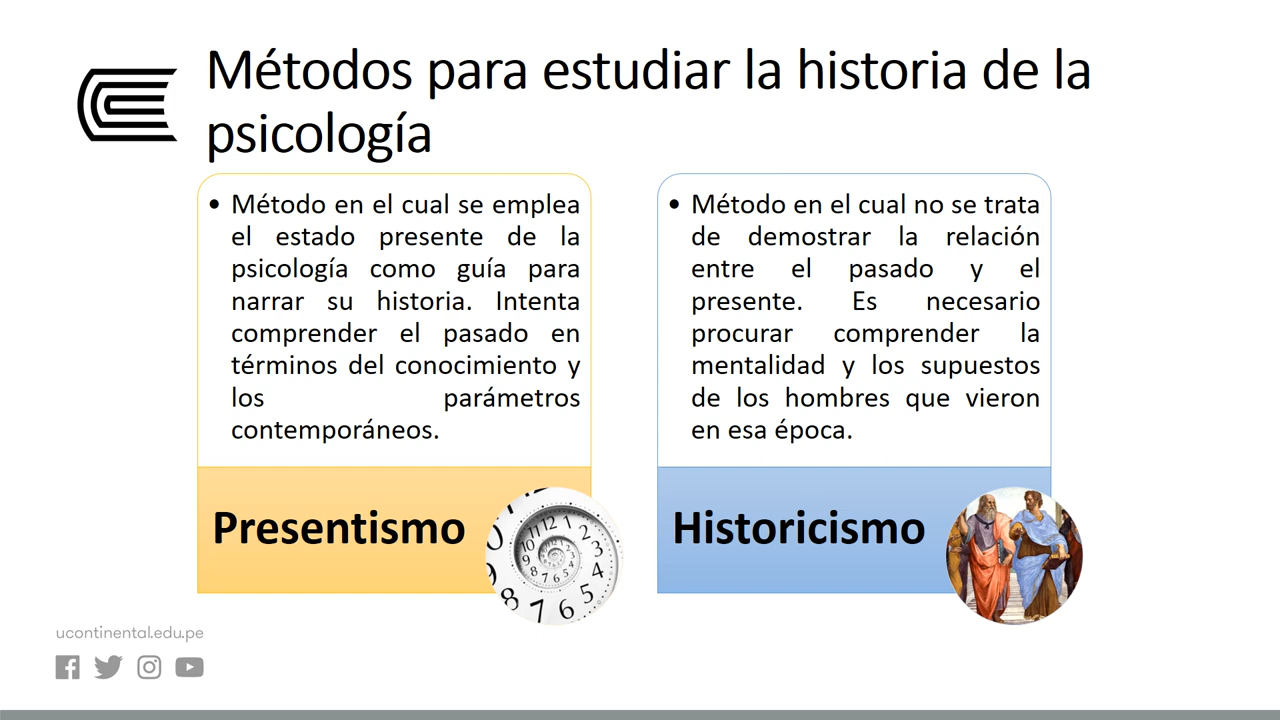 Métodos para estudiar la historia de la
psicología
• Método en el cual se emplea
el estado presente de la
psicología como guía para
narrar su historia. Intenta
comprender el pasado en
términos del conocimiento y
los parámetros
contemporáneos.
Presentismo
• Método en el cual no se trata
de demostrar la relación
entre el pasado y el
presente. Es necesario
procurar comprender la
mentalidad y los supuestos
de los hombres que vieron
en esa época.
Historicismo
ucontinental.edu.pe